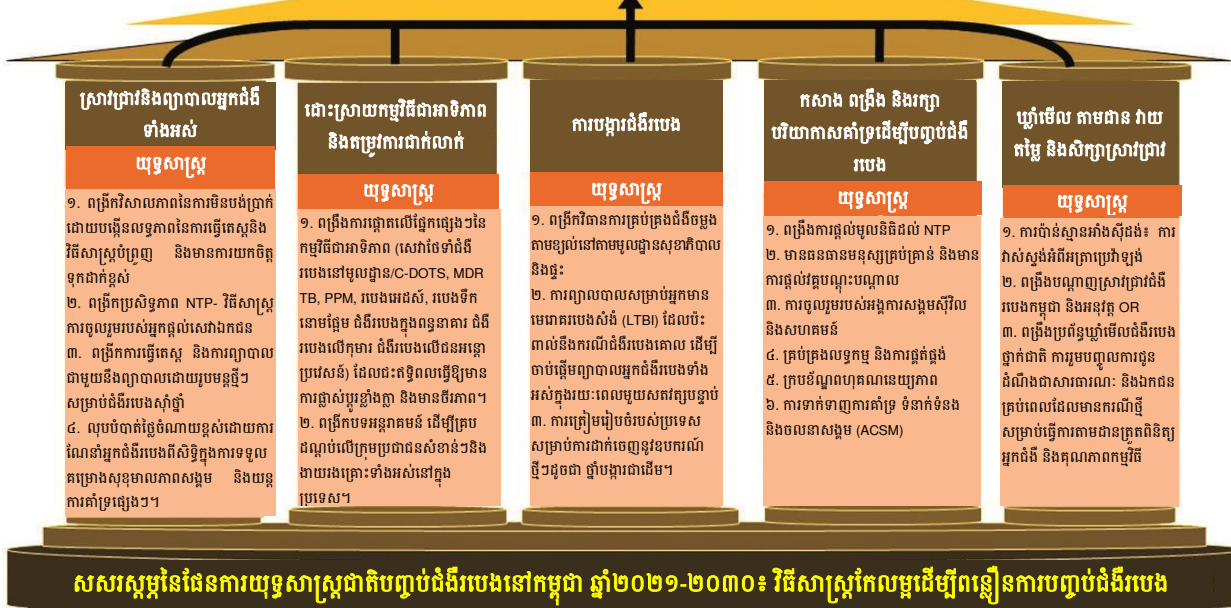 ស្រាវជ្រាវនិងព្យាបាលអ្នកជំងឺ
ទាំងអស់
យុទ្ធសាស្ត្រ
១. ពង្រីកវិសាលភាពនៃការមិនបង់ប្រាក់
ដោយបង្កើនលទ្ធភាពនៃការធ្វើតេស្តនិង
វិធីសាស្ត្របំព្រួញ និងមានការយកចិត្ត
ទុកដាក់ខ្ពស់
២. ពង្រីកប្រសិទ្ធភាព NTP- វិធីសាស្ត្រ
ការចូលរួមរបស់អ្នកផ្តល់សេវាឯកជន
៣. ពង្រីកការធ្វើតេស្ត និងការព្យាបាល
ជាមួយនឹងព្យាបាលដោយរូបមន្តថ្មីៗ
សម្រាប់ជំងឺរបេងស៊ាំថ្នាំ
៤. លុបបំបាត់ថ្លៃចំណាយខ្ពស់ដោយការ
ណែនាំអ្នកជំងឺរបេងពីសិទ្ធិក្នុងការទទួល
គម្រោងសុខុមាលភាពសង្គម និងយន្ត
ការគាំទ្រផ្សេងៗ។
ដោះស្រាយកម្មវិធីជាអាទិភាព
និងតម្រូវការជាក់លាក់
យុទ្ធសាស្ត្រ
១. ពង្រឹងការផ្តោតលើផ្នែកផ្សេងៗនៃ
កម្មវិធីជាអាទិភាព (សេវាថែទាំជំងឺ
របេងនៅមូលដ្ឋាន/C-DOTS, MDR
TB, PPM, របេងអេដស៍, របេងទឹក
នោមផ្អែម ជំងឺរបេងក្នុងពន្ធនាគារ ជំងឺ
របេងលើកុមារ ជំងឺរបេងលើជនអន្តោ
ប្រវេសន៍) ដែលជះឥទ្ធិពលធ្វើឱ្យមាន
ការផ្លាស់ប្តូរខ្លាំងក្លា និងមានចីរភាព។
២. ពង្រីកបទអន្តរាគមន៍ ដើម្បីគ្រប
ដណ្តប់លើក្រុមប្រជាជនសំខាន់ៗនិង
ងាយរងគ្រោះទាំងអស់នៅក្នុង
ប្រទេស។
ការបង្ការជំងឺរបេង
យុទ្ធសាស្ត្រ
១. ពង្រីកវិធានការគ្រប់គ្រងជំងឺចម្លង
តាមខ្យល់នៅតាមមូលដ្ឋានសុខាភិបាល
និងផ្ទះ
២. ការព្យាលបាលសម្រាប់អ្នកមាន
មេរោគរបេងសំងំ (LTBI) ដែលប៉ះ
ពាល់នឹងករណីជំងឺរបេងគោល ដើម្បី
ចាប់ផ្តើមព្យាបាលអ្នកជំងឺរបេងទាំង
អស់ក្នុងរយៈពេលមួយសតវត្សបន្ទាប់
៣. ការត្រៀមរៀបចំរបស់ប្រទេស
សម្រាប់ការដាក់ចេញនូវឧបករណ៍
ថ្មីៗដូចជា ថ្នាំបង្ការជាដើម។
កសាង ពង្រឹង និងរក្សា
បរិយាកាសគាំទ្រដើម្បីបញ្ចប់ជំងឺ
របេង
យុទ្ធសាស្ត្រ
១. ពង្រឹងការផ្តល់មូលនិធិដល់ NTP
២. មានធនធានមនុស្សគ្រប់គ្រាន់ និងមាន
ការផ្តល់វគ្គបណ្តុះបណ្តាល
៣. ការចូលរួមរបស់អង្គការសង្គមស៊ីវិល
និងសហគមន៍
៤. គ្រប់គ្រងលទ្ធកម្ម និងការផ្គត់ផ្គង់
៥. ក្របខ័ណ្ឌពហុគណនេយ្យភាព
៦. ការទាក់ទាញការគាំទ្រ ទំនាក់ទំនង
និងចលនាសង្គម (ACSM)
ឃ្លាំមើល តាមដាន វាយ
តម្លៃ និងសិក្សាស្រាវជ្រាវ
យុទ្ធសាស្ត្រ
១. ការប៉ាន់ស្មានអាំងស៊ីដង់៖ ការ
វាស់ស្ទង់អំពីអត្រាប្រេវ៉ាឡង់
២. ពង្រឹងបណ្តាញស្រាវជ្រាវជំងឺ
របេងកម្ពុជា និងអនុវត្ត OR
៣. ពង្រឹងប្រព័ន្ធឃ្លាំមើលជំងឺរបេង
ថ្នាក់ជាតិ ការរួមបញ្ចូលការជូន
ដំណឹងជាសាធារណៈ និងឯកជន
គ្រប់ពេលដែលមានករណីថ្មី
សម្រាប់ធ្វើការតាមដានត្រួតពិនិត្យ
អ្នកជំងឺ និងគុណភាពកម្មវិធី
សសរស្តម្ភនៃផែនការយុទ្ធសាស្ត្រជាតិបញ្ចប់ជំងឺរបេងនៅកម្ពុជា ឆ្នាំ២០២១-២០៣០៖ វិធីសាស្ត្រកែលម្អដើម្បីពន្លឿនការបញ្ចប់ជំងឺរបេង